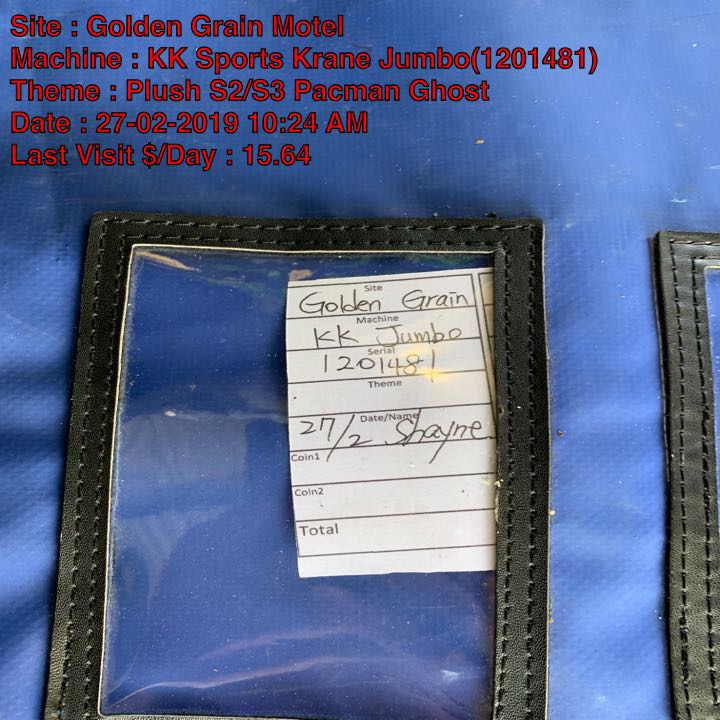 Site : Golden Grain Motel
Machine : KK Sports Krane Jumbo(1201481)
Theme : Plush S2/S3 Pacman Ghost
Date : 27-02-2019 10:24 AM
Last Visit $/Day : 15.64
Site
Golden Grain
Machine
KK Jumbo
Serial
1201481
Theme
Date/Name
27/2 Shayne
Coin1
Coin2
Total